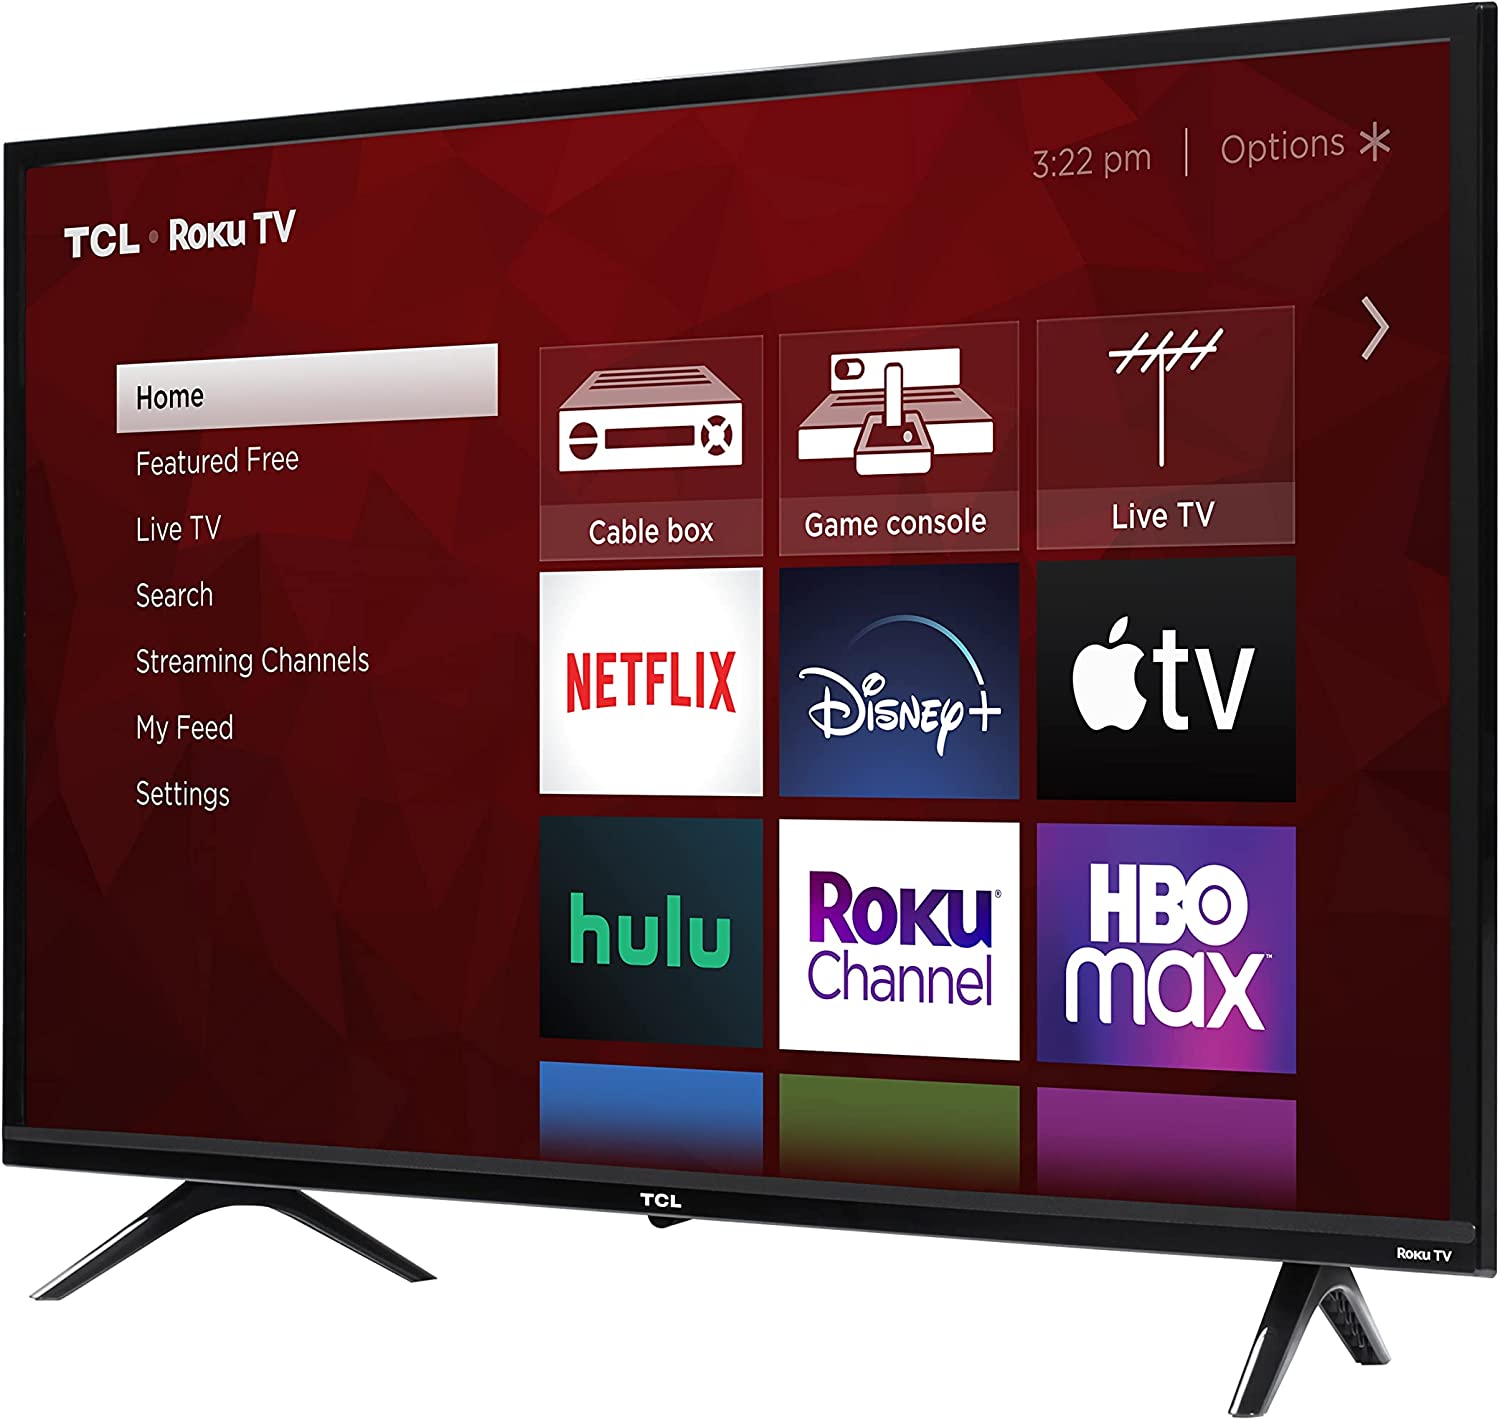 3:22 pm | Options *
TCL • Roku TV
Home
Featured Free
Live TV
Search
Streaming Channels
My Feed
Settings
Cable box
Game console
Live TV
NETFLIX
Disney+
tv
hulu
Roku®
Channel
HBO
max™
TCL
Roku TV